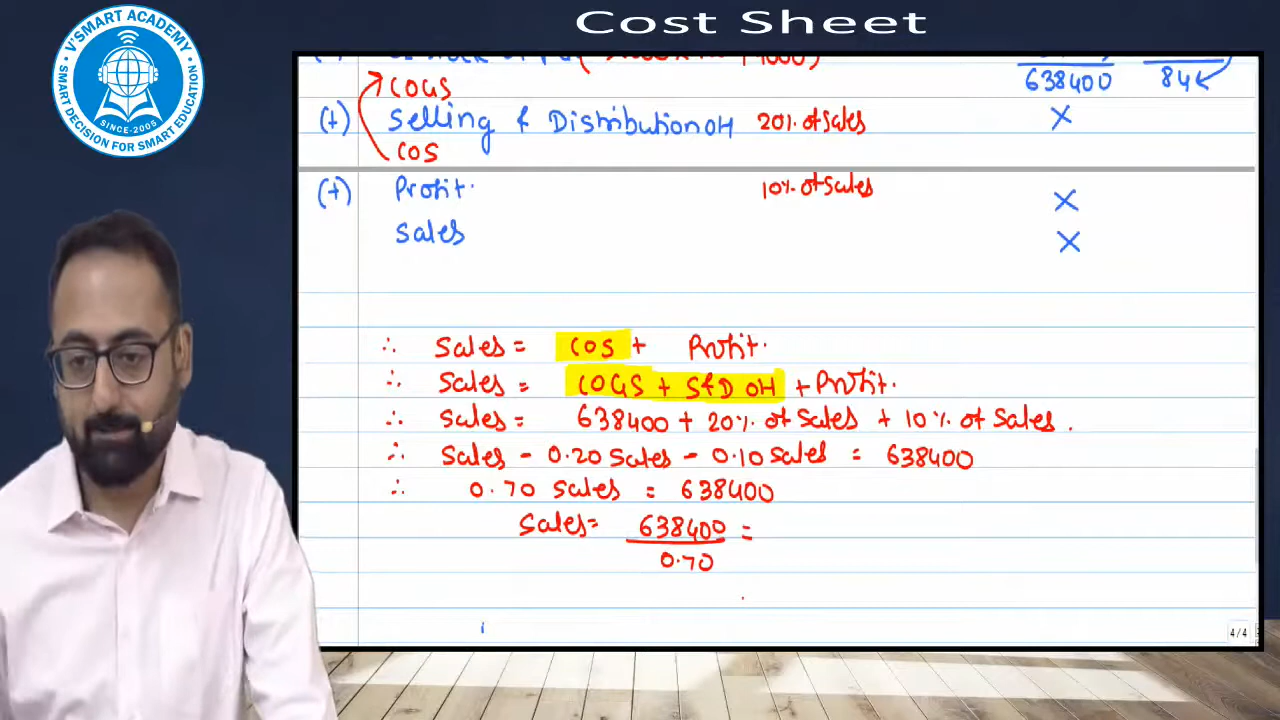 Cost Sheet
V'SMART ACADEMY
SINCE-2005
SMART DECISION FOR SMART EDUCATION
638400 84
COGS
(+) Selling & Distribution OH 20% of Sales X
COS
(+) Profit. 10% of Sales X
Sales X
∴ Sales = COS + Profit.
∴ Sales = COGS + S&D OH + Profit.
∴ Sales = 638400 + 20% of Sales + 10% of Sales.
∴ Sales - 0.20 Sales - 0.10 Sales = 638400
∴ 0.70 Sales = 638400
Sales = 638400 =
0.70
4/4